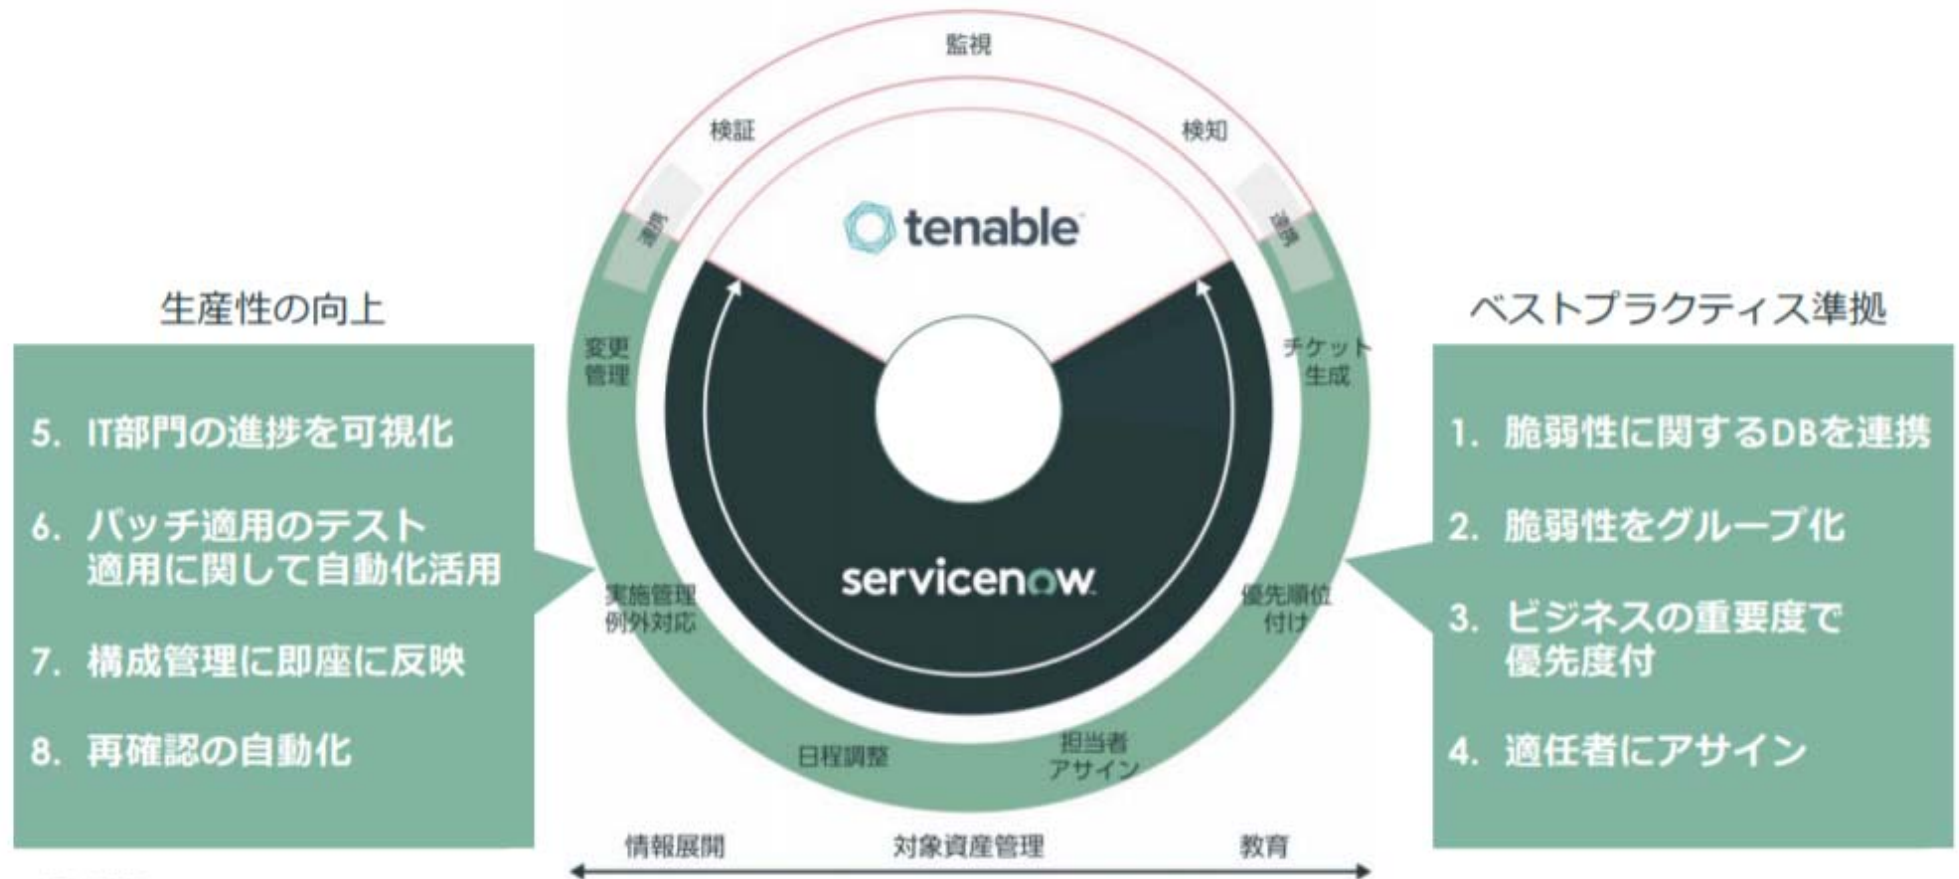 監視
検証
検知
連携
連携
tenable
生産性の向上
5. IT部門の進捗を可視化
6. パッチ適用のテスト
適用に関して自動化活用
7. 構成管理に即座に反映
8. 再確認の自動化
変更
管理
実施管理
例外対応
日程調整
担当者
アサイン
優先順位
付け
チケット
生成
servicenow
ベストプラクティス準拠
1. 脆弱性に関するDBを連携
2. 脆弱性をグループ化
3. ビジネスの重要度で
優先度付
4. 適任者にアサイン
情報展開
対象資産管理
教育